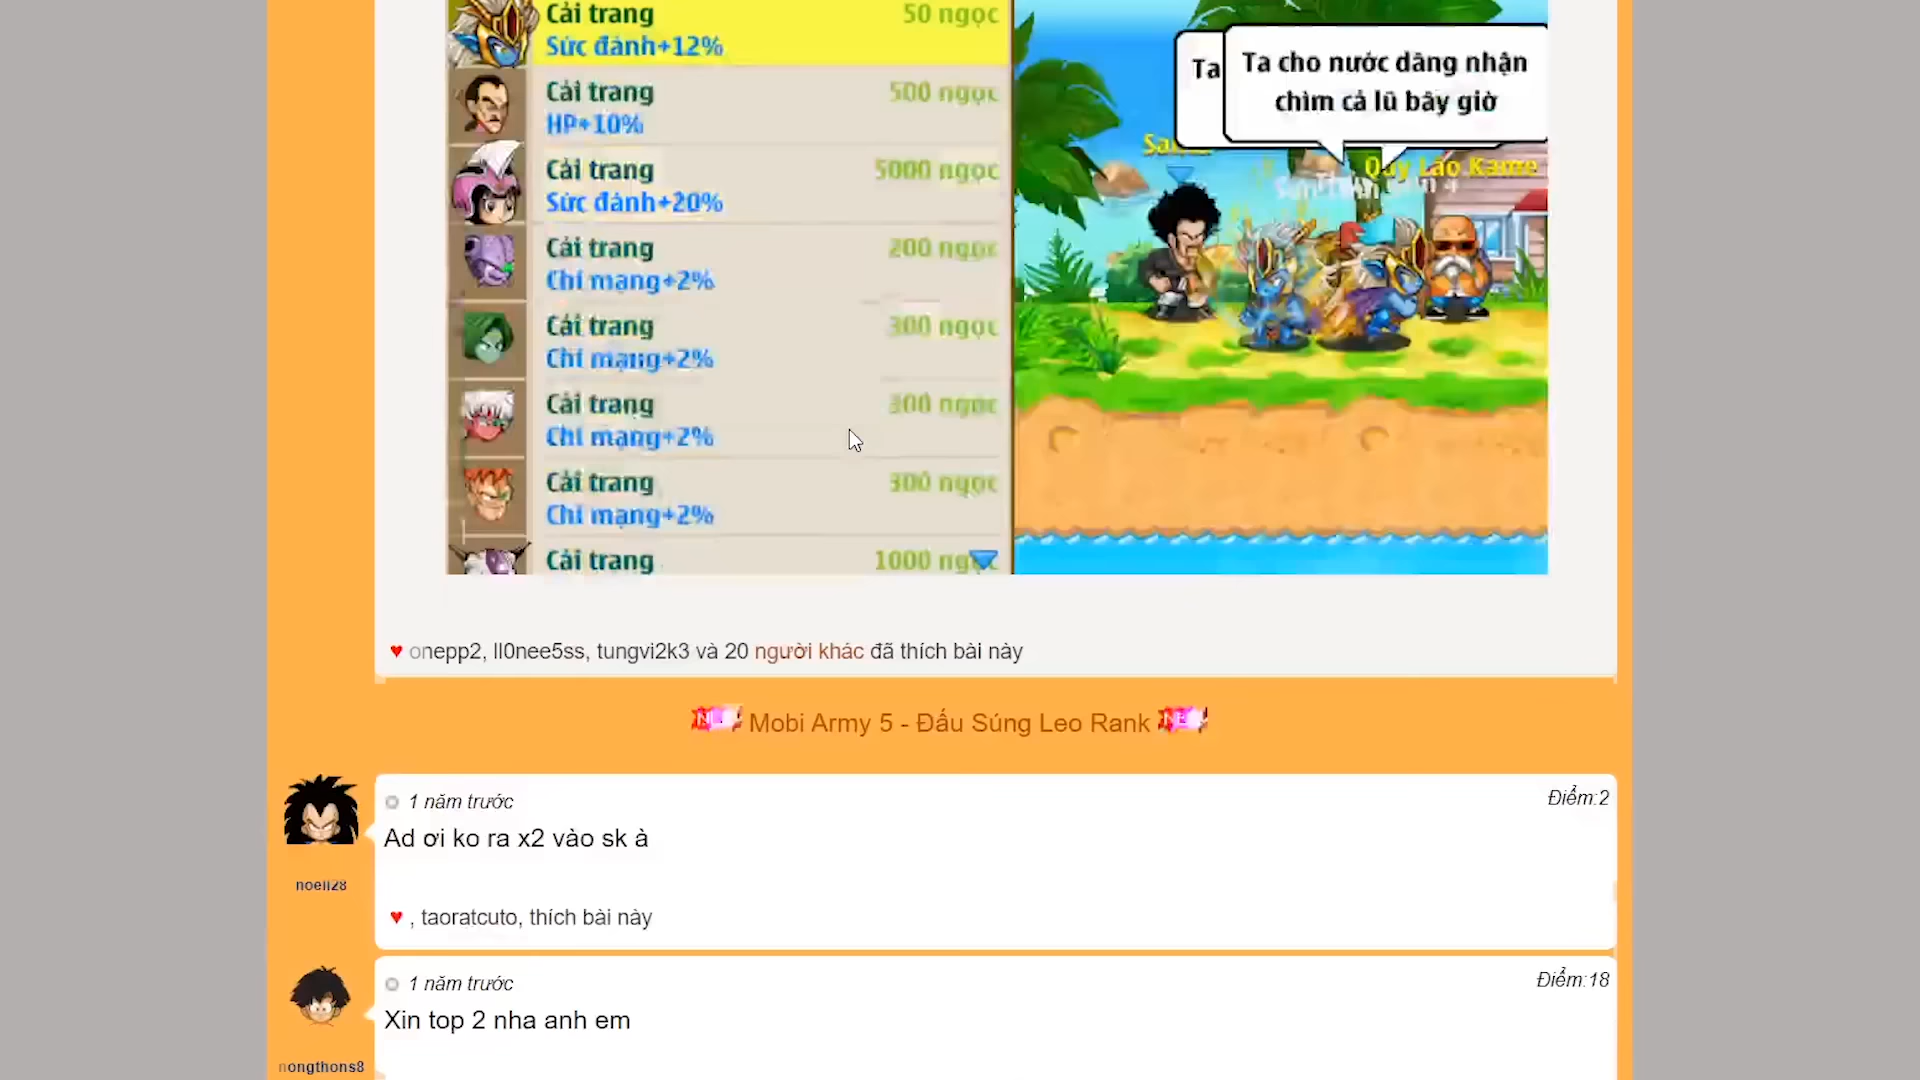 Cải trang 50 ngọc
Sức đánh+12%
Cải trang 500 ngọc
HP+10%
Cải trang 5000 ngọc
Sức đánh+20%
Cải trang 200 ngọc
Chí mạng+2%
Cải trang 300 ngọc
Chí mạng+2%
Cải trang 300 ngọc
Chí mạng+2%
Cải trang 300 ngọc
Chí mạng+2%
Cải trang 1000 ngọc
Ta
Ta cho nước dâng nhận
chìm cả lũ bây giờ
Quy Lão Kame
♥ onepp2, ll0nee5ss, tungvi2k3 và 20 người khác đã thích bài này
Mobi Army 5 - Đấu Súng Leo Rank
1 năm trước
Điểm:2
Ad ơi ko ra x2 vào sk à
noell28
♥ , taoratcuto, thích bài này
1 năm trước
Điểm:18
Xin top 2 nha anh em
nongthons8